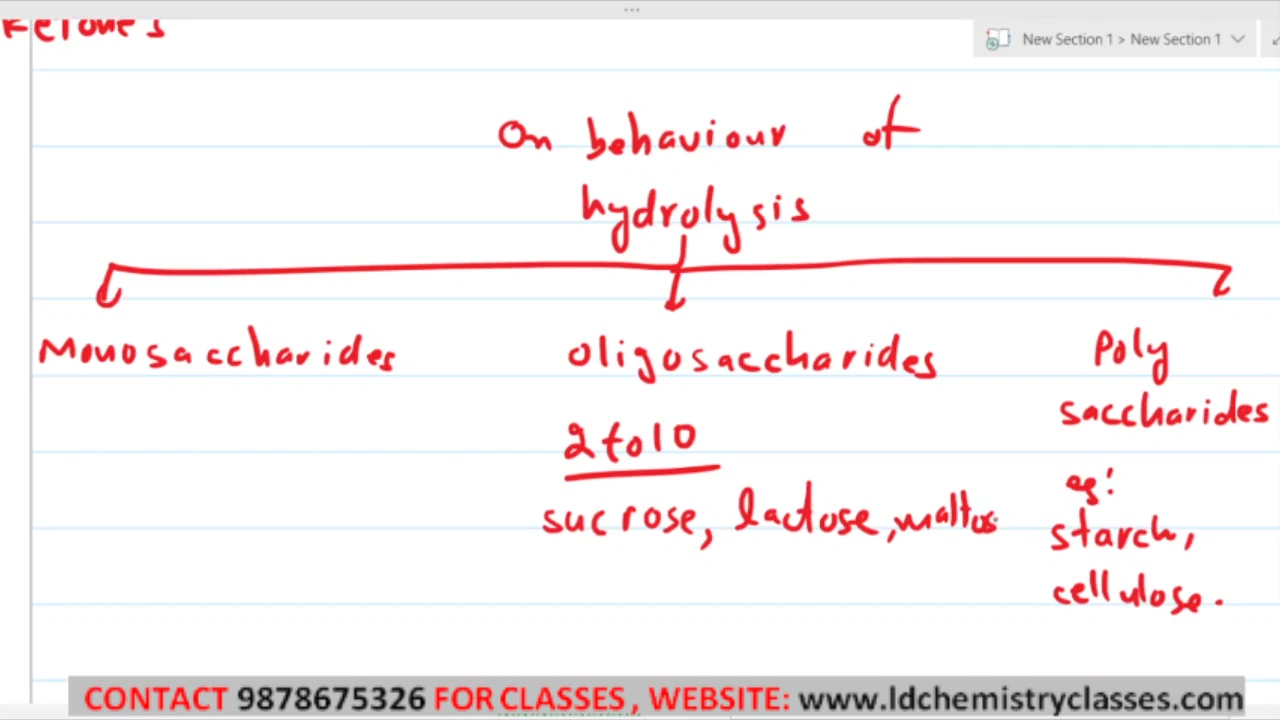 Ketones
New Section 1 > New Section 1
On behaviour of
hydrolysis
Monosaccharides
oligosaccharides
2 to 10
sucrose, lactose, maltos
Poly
saccharides
eg:
starch,
cellulose.
CONTACT 9878675326 FOR CLASSES , WEBSITE: www.ldchemistryclasses.com